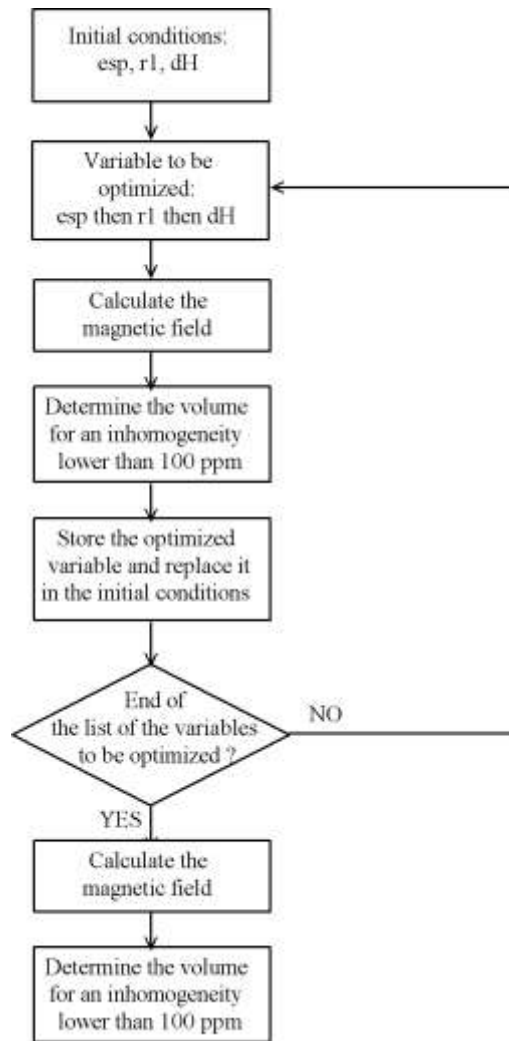 Initial conditions:
esp, r1, dH
Variable to be
optimized:
esp then r1 then dH
Calculate the
magnetic field
Determine the volume
for an inhomogeneity
lower than 100 ppm
Store the optimized
variable and replace it
in the initial conditions
End of
the list of the variables
to be optimized ?
NO
YES
Calculate the
magnetic field
Determine the volume
for an inhomogeneity
lower than 100 ppm